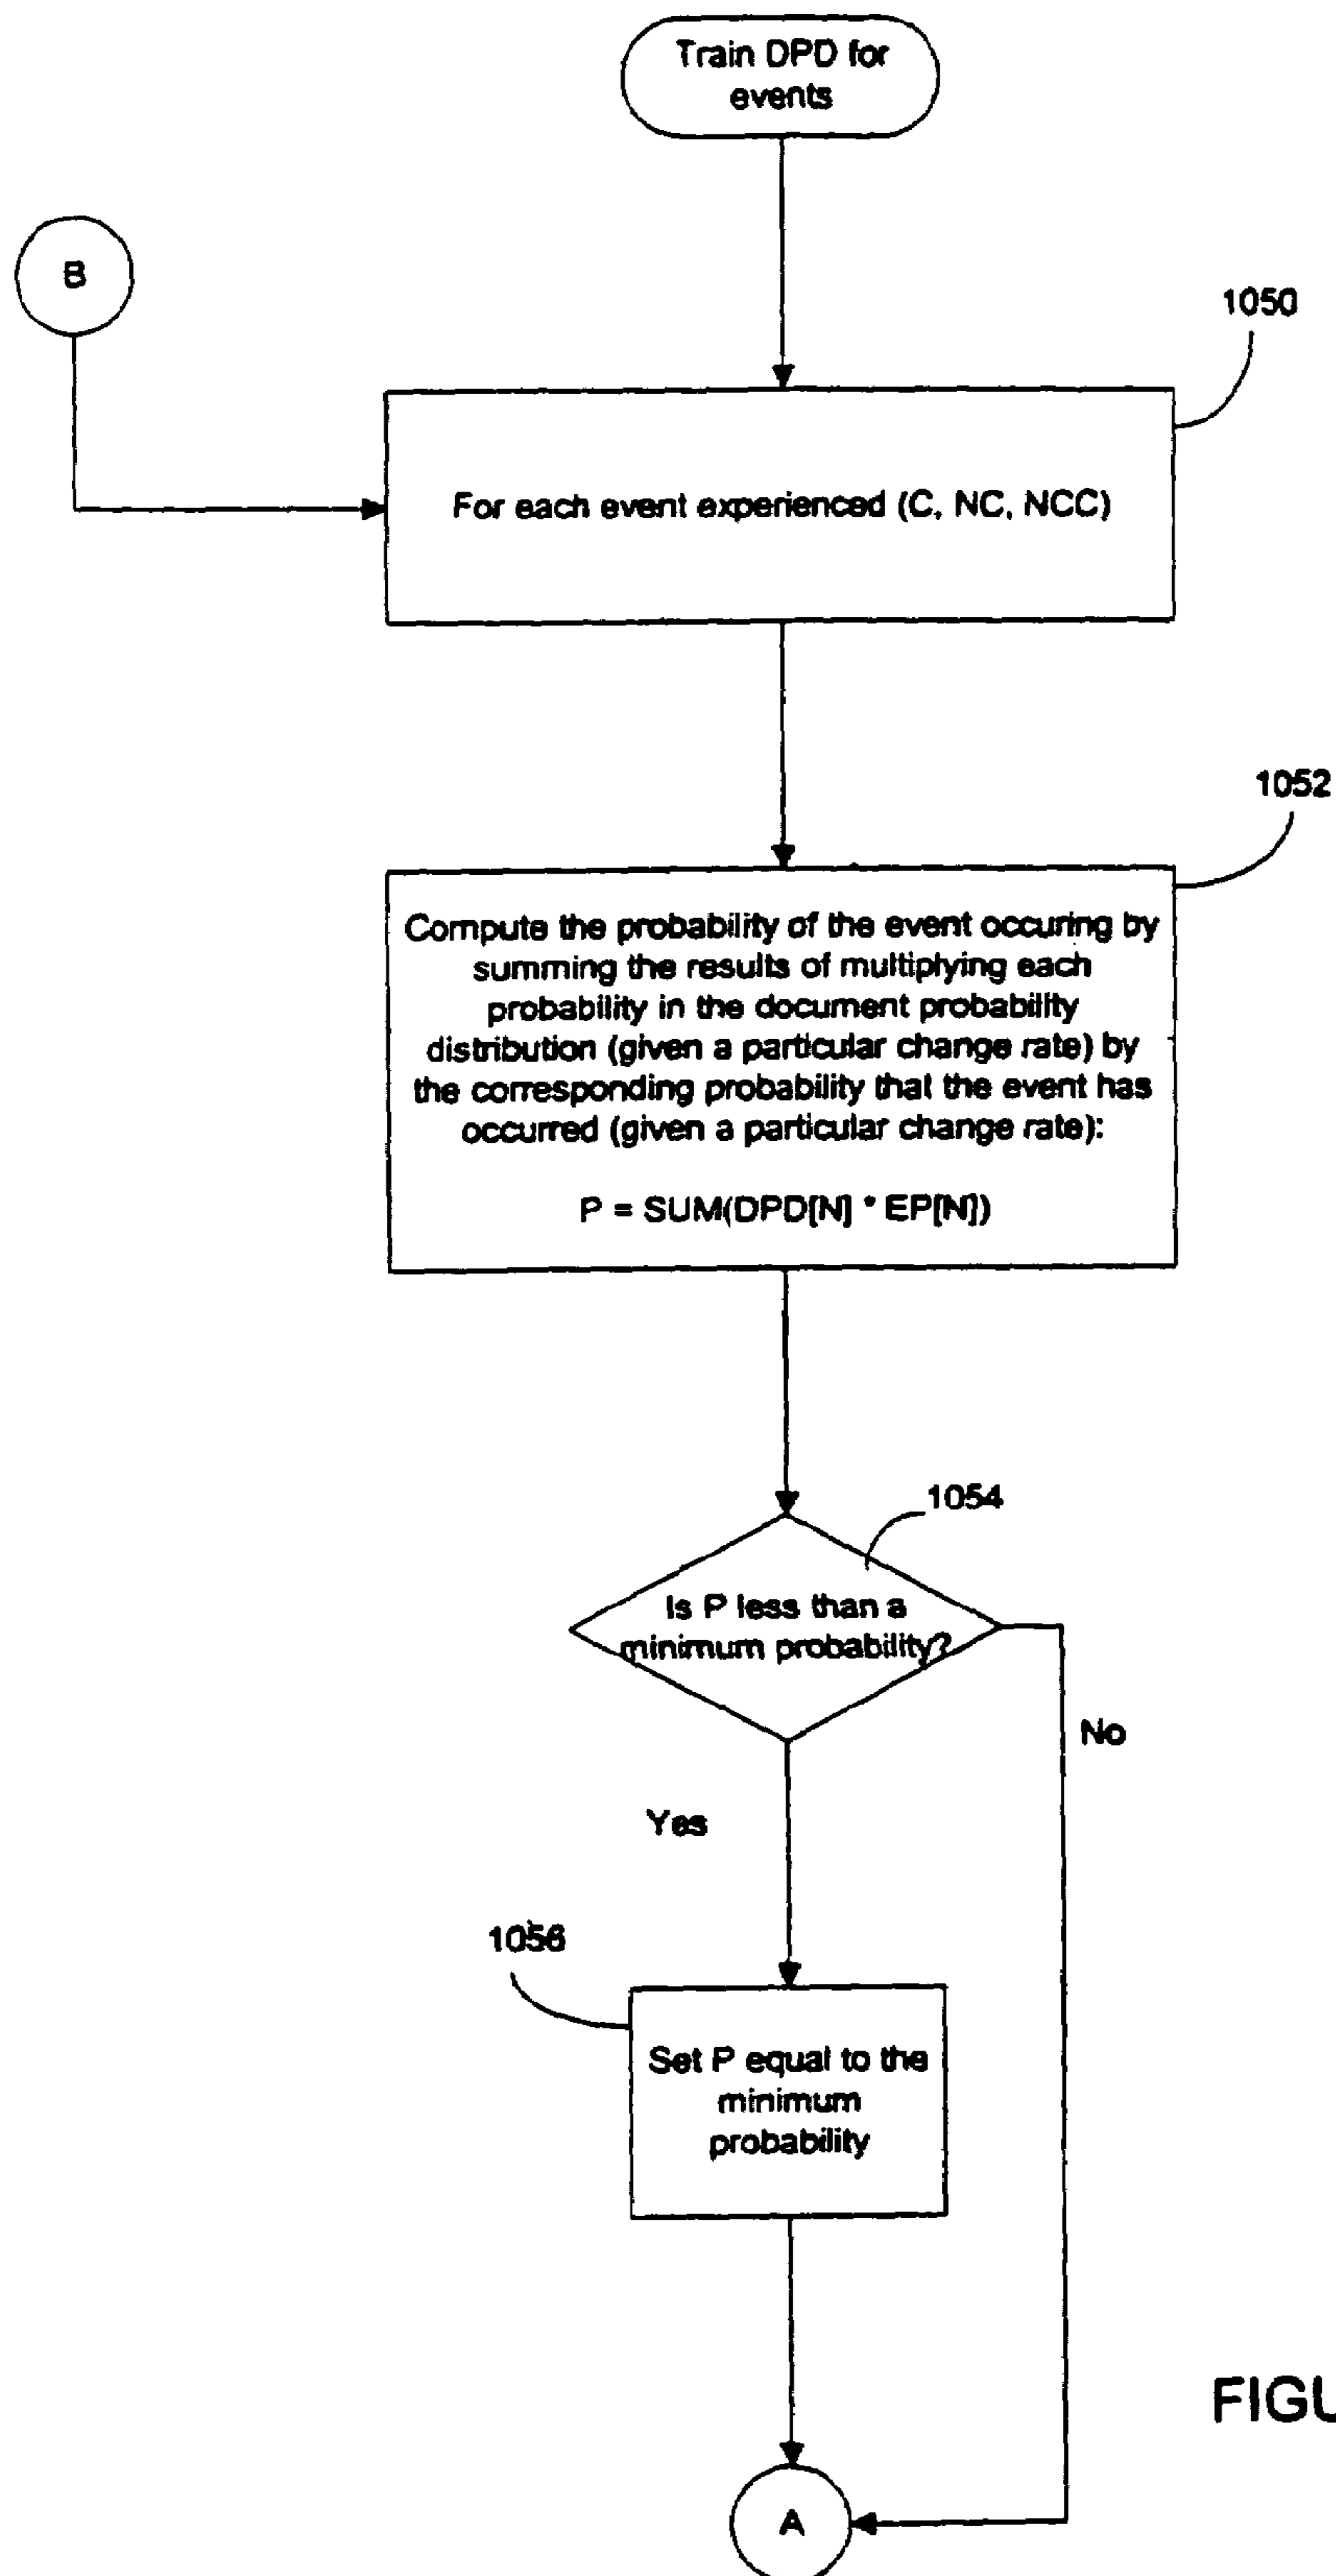 Train DPD for
events
B
1050
For each event experienced (C, NC, NCC)
1052
Compute the probability of the event occuring by
summing the results of multiplying each
probability in the document probability
distribution (given a particular change rate) by
the corresponding probability that the event has
occurred (given a particular change rate):
P = SUM(DPD[N] * EP[N])
1054
Is P less than a
minimum probability?
No
Yes
1056
Set P equal to the
minimum
probability
FIGU
A